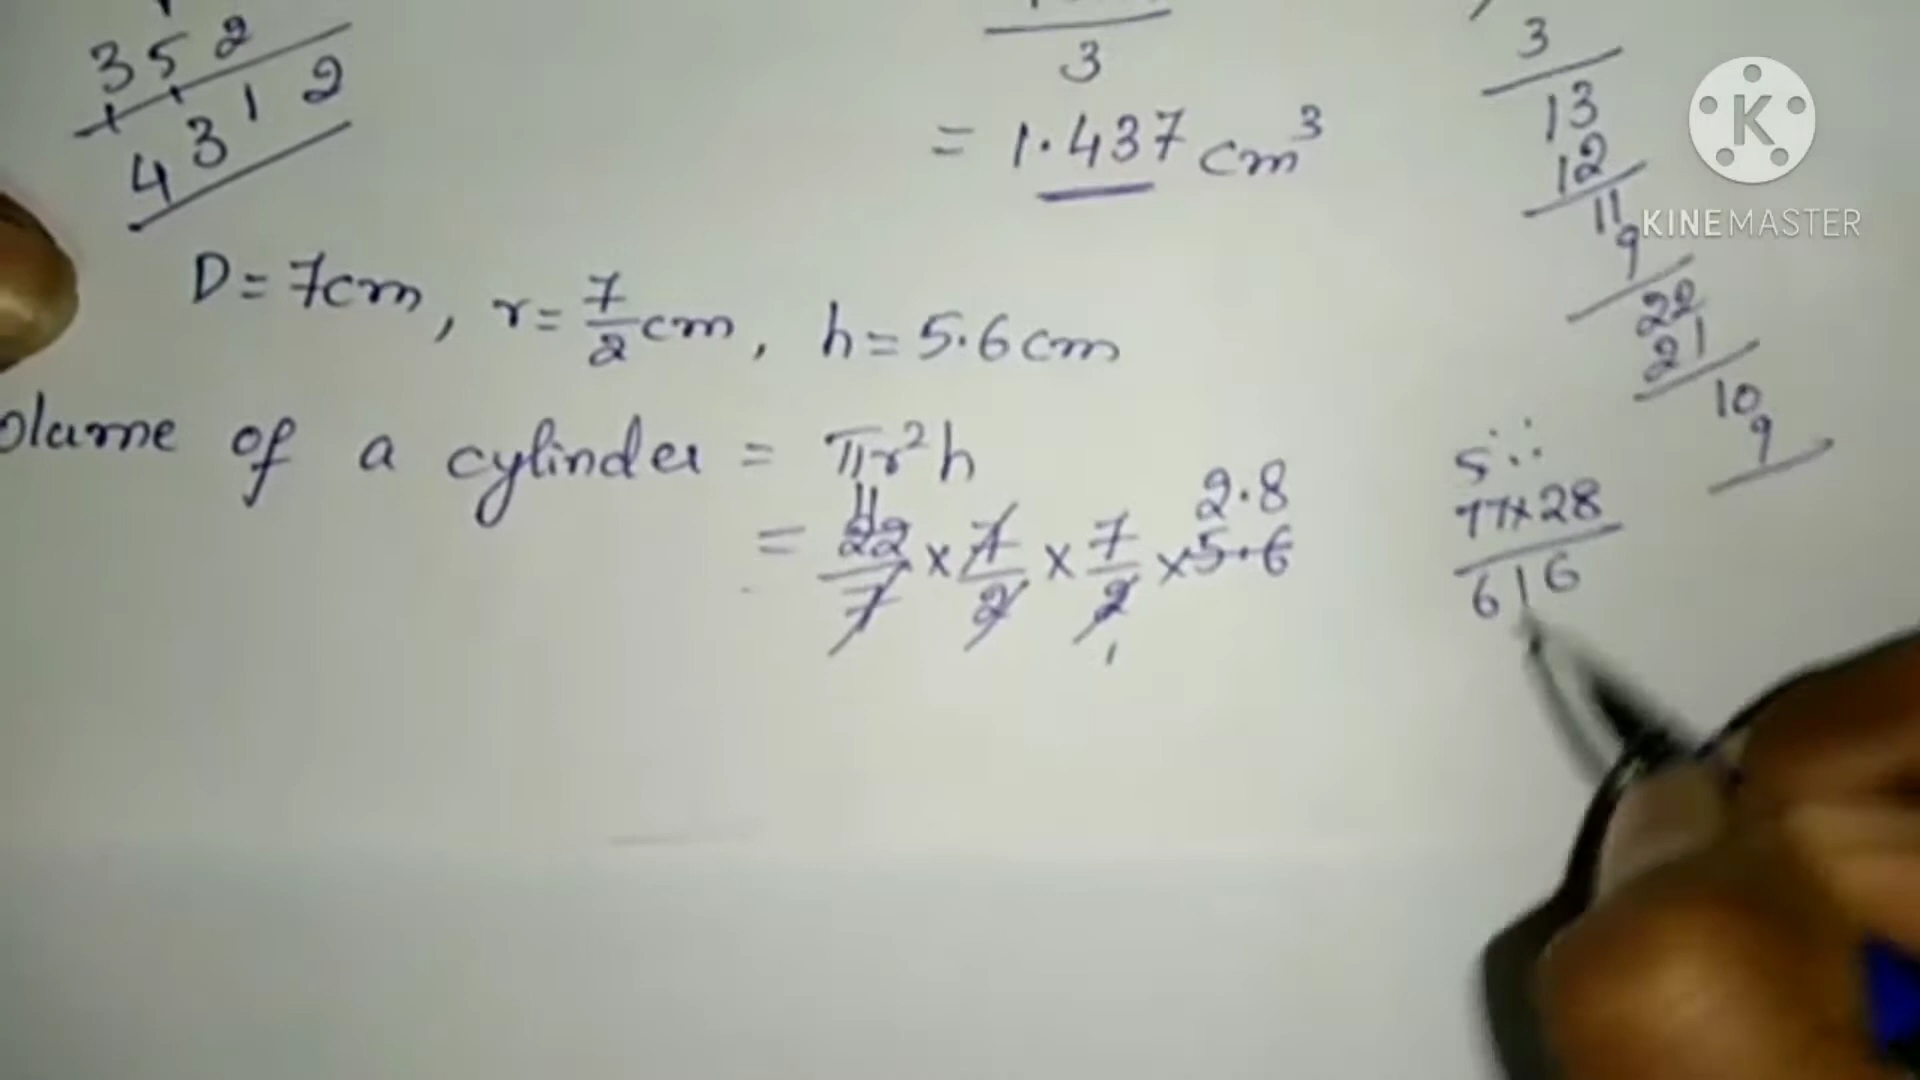 352
4312
3
= 1.437 cm³
3
13
12
11
9
22
21
10
9
K
KINEMASTER
D = 7cm, r = 7/2 cm, h = 5.6cm
olume of a cylinder = πr²h
11 2.8
= 22/7 × 7/2 × 7/2 × 5.6
1
5
77×28
616